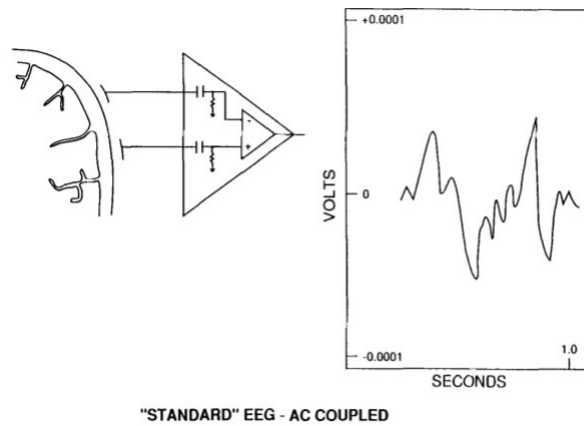 +0.0001
VOLTS
0
-
+
-0.0001
1.0
SECONDS
"STANDARD" EEG - AC COUPLED